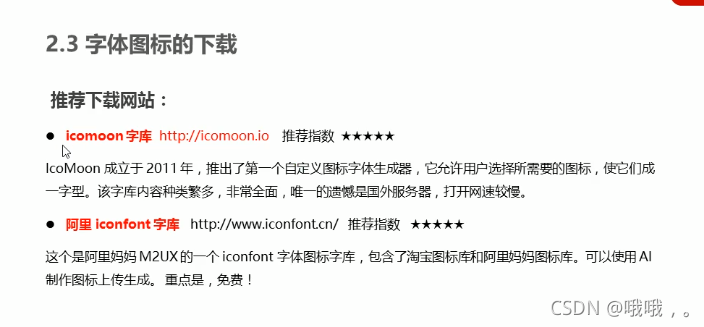 2.3 字体图标的下载
推荐下载网站：
● icomoon 字库 http://icomoon.io 推荐指数 ★★★★★
IcoMoon 成立于 2011 年，推出了第一个自定义图标字体生成器，它允许用户选择所需要的图标，使它们成
一字型。该字库内容种类繁多，非常全面，唯一的遗憾是国外服务器，打开网速较慢。
● 阿里 iconfont 字库 http://www.iconfont.cn/ 推荐指数 ★★★★★
这个是阿里妈妈 M2UX 的一个 iconfont 字体图标字库，包含了淘宝图标库和阿里妈妈图标库。可以使用 AI
制作图标上传生成。 重点是，免费！
CSDN @哦哦，。